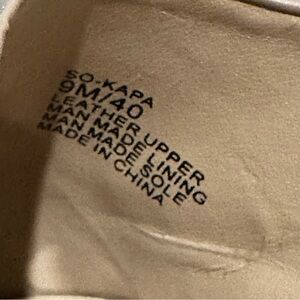 SO-KAPA
9M/40
LEATHER UPPER
MAN MADE LINING
MAN MADE SOLE
MADE IN CHINA